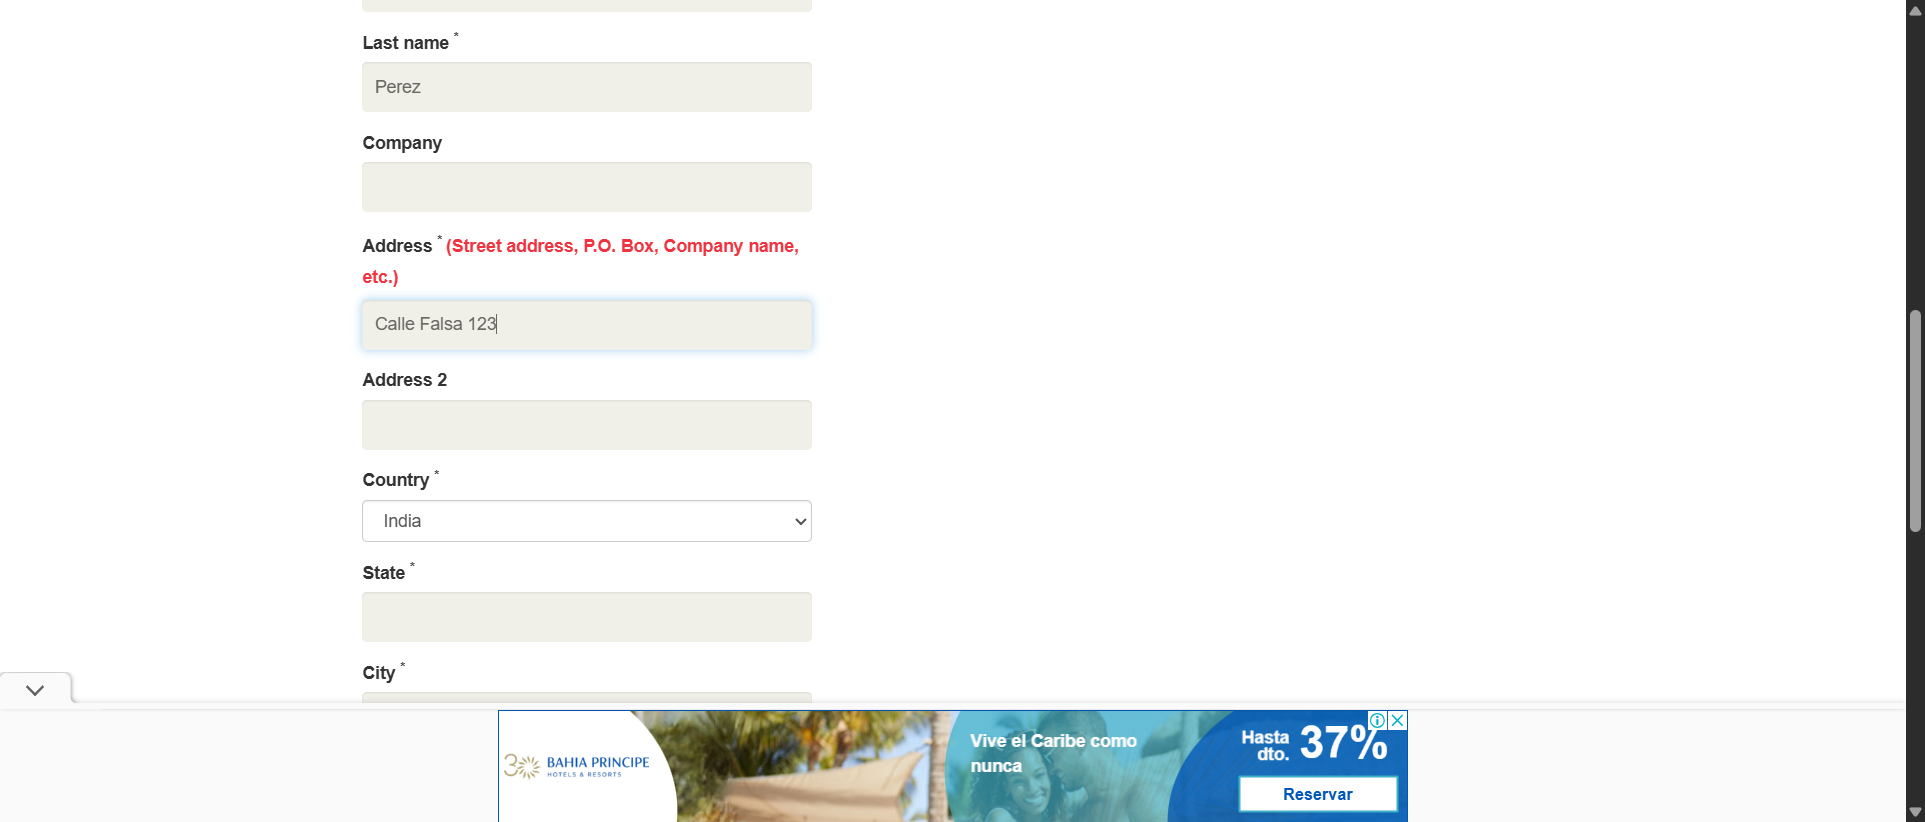 Last name *
Perez
Company
Address * (Street address, P.O. Box, Company name,
etc.)
Calle Falsa 123
Address 2
Country *
India
State *
City *
30 BAHIA PRINCIPE
HOTELS & RESORTS
Vive el Caribe como
nunca
Hasta
dto. 37%
Reservar